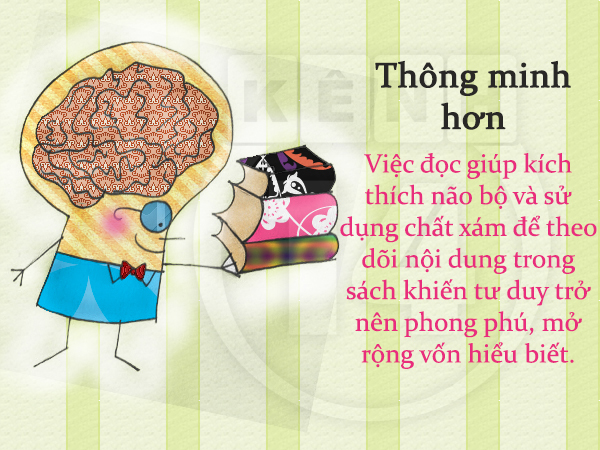 KÊN
Thông minh
hơn
Việc đọc giúp kích
thích não bộ và sử
dụng chất xám để theo
dõi nội dung trong
sách khiến tư duy trở
nên phong phú, mở
rộng vốn hiểu biết.